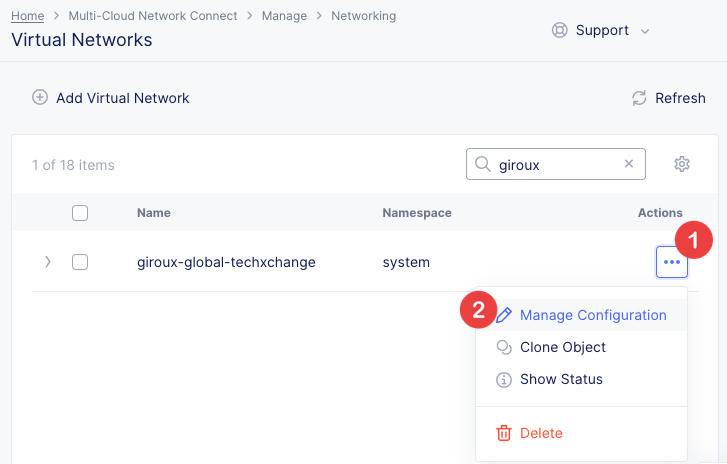 Home > Multi-Cloud Network Connect > Manage > Networking
Virtual Networks
Support
Add Virtual Network
Refresh
1 of 18 items
giroux
Name Namespace Actions
1
giroux-global-techxchange system
2
Manage Configuration
Clone Object
Show Status
Delete